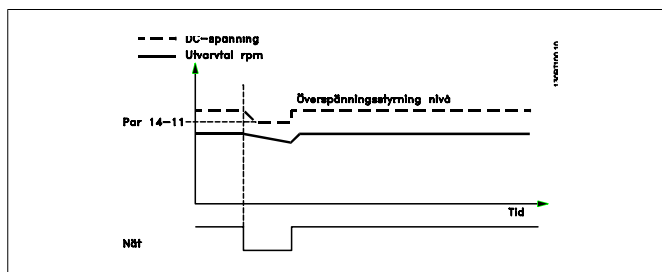 DC-spänning
Utvarvtal rpm
Överspänningsstyrning nivå
Par 14-11
Tid
Nät